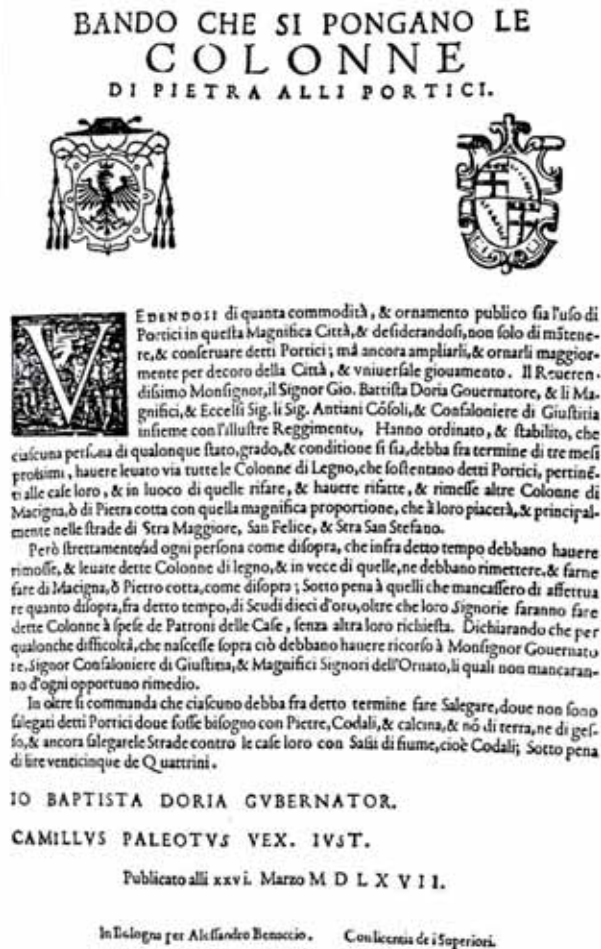 BANDO CHE SI PONGANO LE
COLONNE
DI PIETRA ALLI PORTICI.
VEDENDOSI di quanta commodità, & ornamento publico ſia l'uſo di
Portici in queſta Magnifica Città, & deſiderandoſi, non ſolo di mātene-
re, & conſeruare detti Portici; mà ancora ampliarli, & ornarli maggior-
mente per decoro della Città, & vniuerſale giouamento. Il Reueren-
diſſimo Monſignor, il Signor Gio. Battiſta Doria Gouernatore, & li Ma-
gnifici, & Eccelſi Sig. li Sig. Antiani Cōſoli, & Confaloniere di Giuſtitia
inſieme con l'Illuſtre Reggimento, Hanno ordinato, & ſtabilito, che
ciaſcuna perſona di qualonque ſtato, grado, & conditione ſi ſia, debba fra termine di tre meſi
proſſimi, hauere leuato via tutte le Colonne di Legno, che ſoſtentano detti Portici, pertinē-
ti alle caſe loro, & in luoco di quelle rifare, & hauere rifatte, & rimeſſe altre Colonne di
Macigna, ò di Pietra cotta con quella magnifica proportione, che à loro piacerà, & principal-
mente nelle ſtrade di Stra Maggiore, San Felice, & Stra San Stefano.
Però ſtrettamente ad ogni perſona come diſopra, che infra detto tempo debbano hauere
rimoſſe, & leuate dette Colonne di legno, & in vece di quelle, ne debbano rimettere, & farne
fare di Macigna, ò Pietro cotta, come diſopra; Sotto pena à quelli che mancaſſero di affettua
re quanto diſopra, fra detto tempo, di Scudi dieci d'oro, oltre che loro Signorie faranno fare
dette Colonne à ſpeſe de Patroni delle Caſe, ſenza altra loro richieſta. Dichiarando che per
qualonche difficoltà, che naſceſſe ſopra ciò debbano hauere ricorſo à Monſignor Gouernato
re, Signor Confaloniere di Giuſtitia, & Magnifici Signori dell'Ornato, li quali non mancaran-
no d'ogni opportuno rimedio.
In oltre ſi commanda che ciaſcuno debba fra detto termine fare Salegare, doue non ſono
ſalegati detti Portici doue foſſe biſogno con Pietre, Codali, & calcina, & nō di terra, ne di geſ-
ſo, & ancora ſalegare le Strade contro le caſe loro con Saſſi di fiume, cioè Codali; Sotto pena
di lire venticinque de Quattrini.
IO BAPTISTA DORIA GVBERNATOR.
CAMILLVS PALEOTVS VEX. IVST.
Publicato alli xxvi. Marzo M D L X V I I.
In Bologna per Aleſſandro Benaccio. Con licentia de i Superiori.